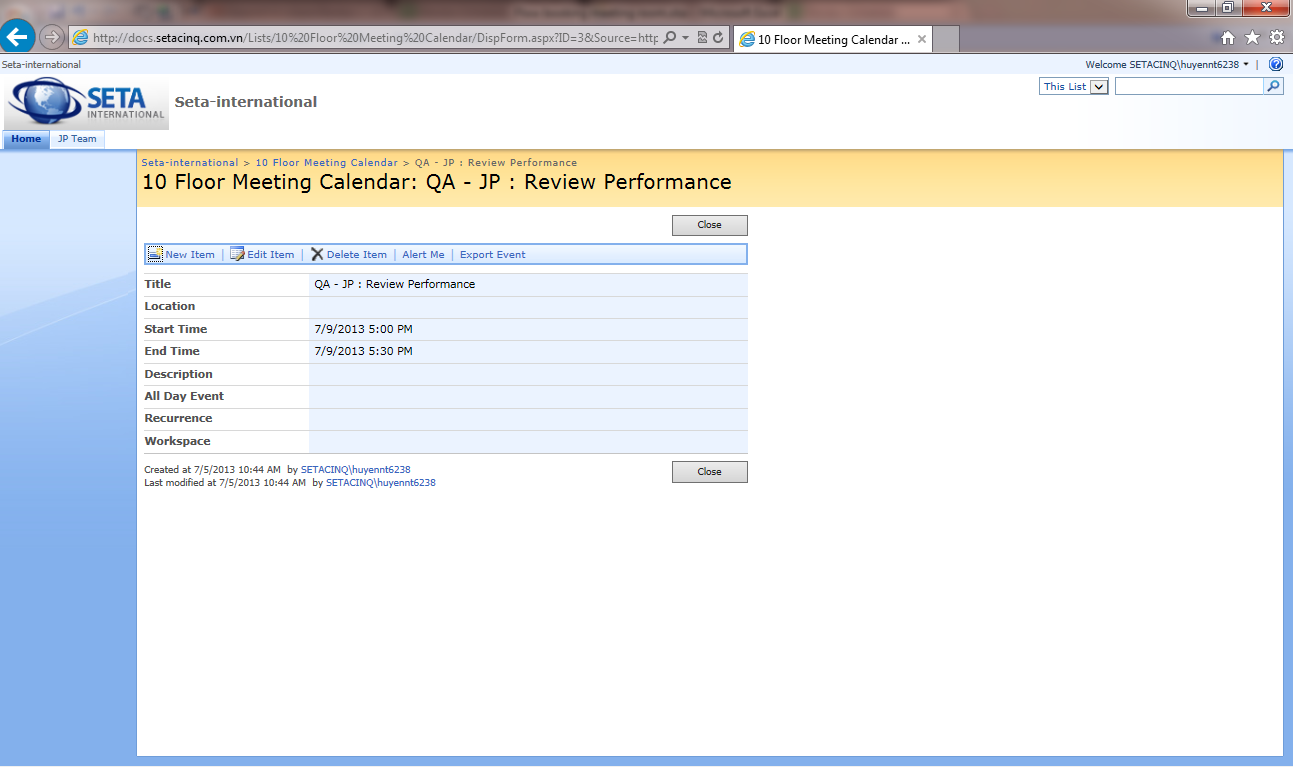 http://docs.setacinq.com.vn/Lists/10%20Floor%20Meeting%20Calendar/DispForm.aspx?ID=3&Source=http
10 Floor Meeting Calendar ...
Seta-international
Welcome SETACINQ\huyennt6238
SETA
INTERNATIONAL
Seta-international
This List
Home JP Team
Seta-international > 10 Floor Meeting Calendar > QA - JP : Review Performance
10 Floor Meeting Calendar: QA - JP : Review Performance
Close
New Item | Edit Item | Delete Item | Alert Me | Export Event
Title QA - JP : Review Performance
Location
Start Time 7/9/2013 5:00 PM
End Time 7/9/2013 5:30 PM
Description
All Day Event
Recurrence
Workspace
Created at 7/5/2013 10:44 AM by SETACINQ\huyennt6238
Last modified at 7/5/2013 10:44 AM by SETACINQ\huyennt6238
Close